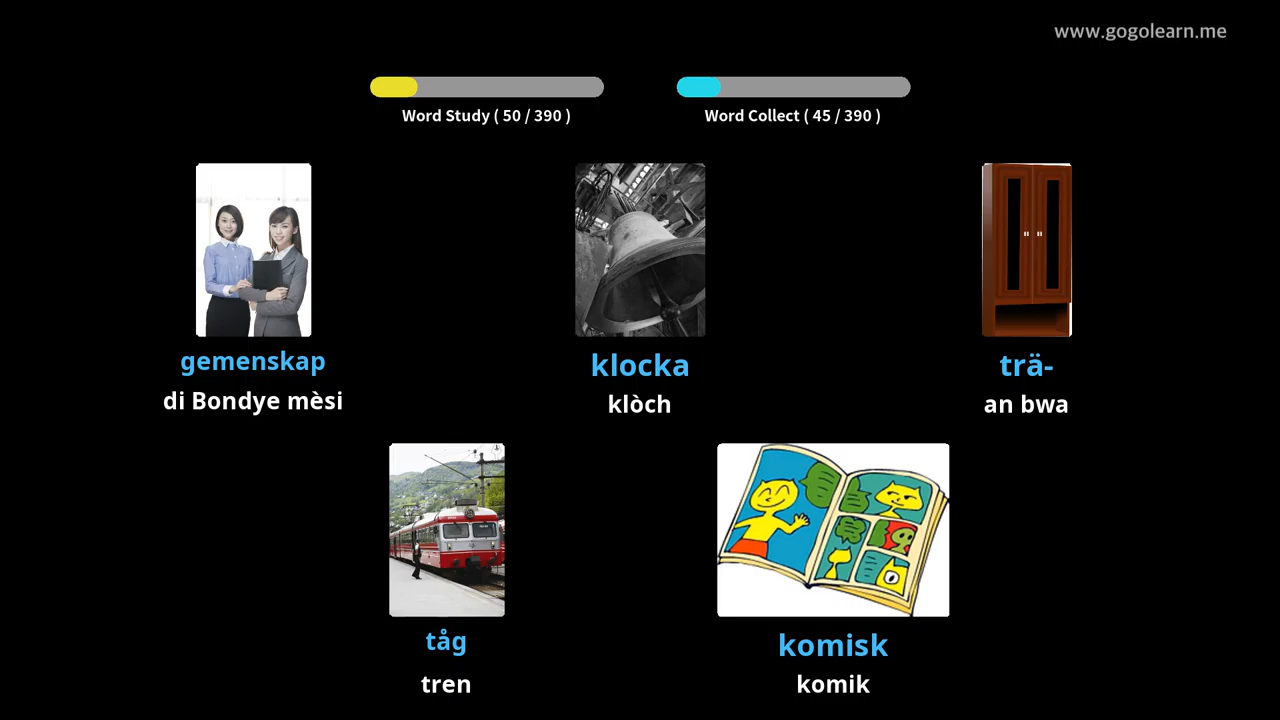 www.gogolearn.me
Word Study ( 50 / 390 )
Word Collect ( 45 / 390 )
gemenskap
di Bondye mèsi
klocka
klòch
trä-
an bwa
tåg
tren
komisk
komik